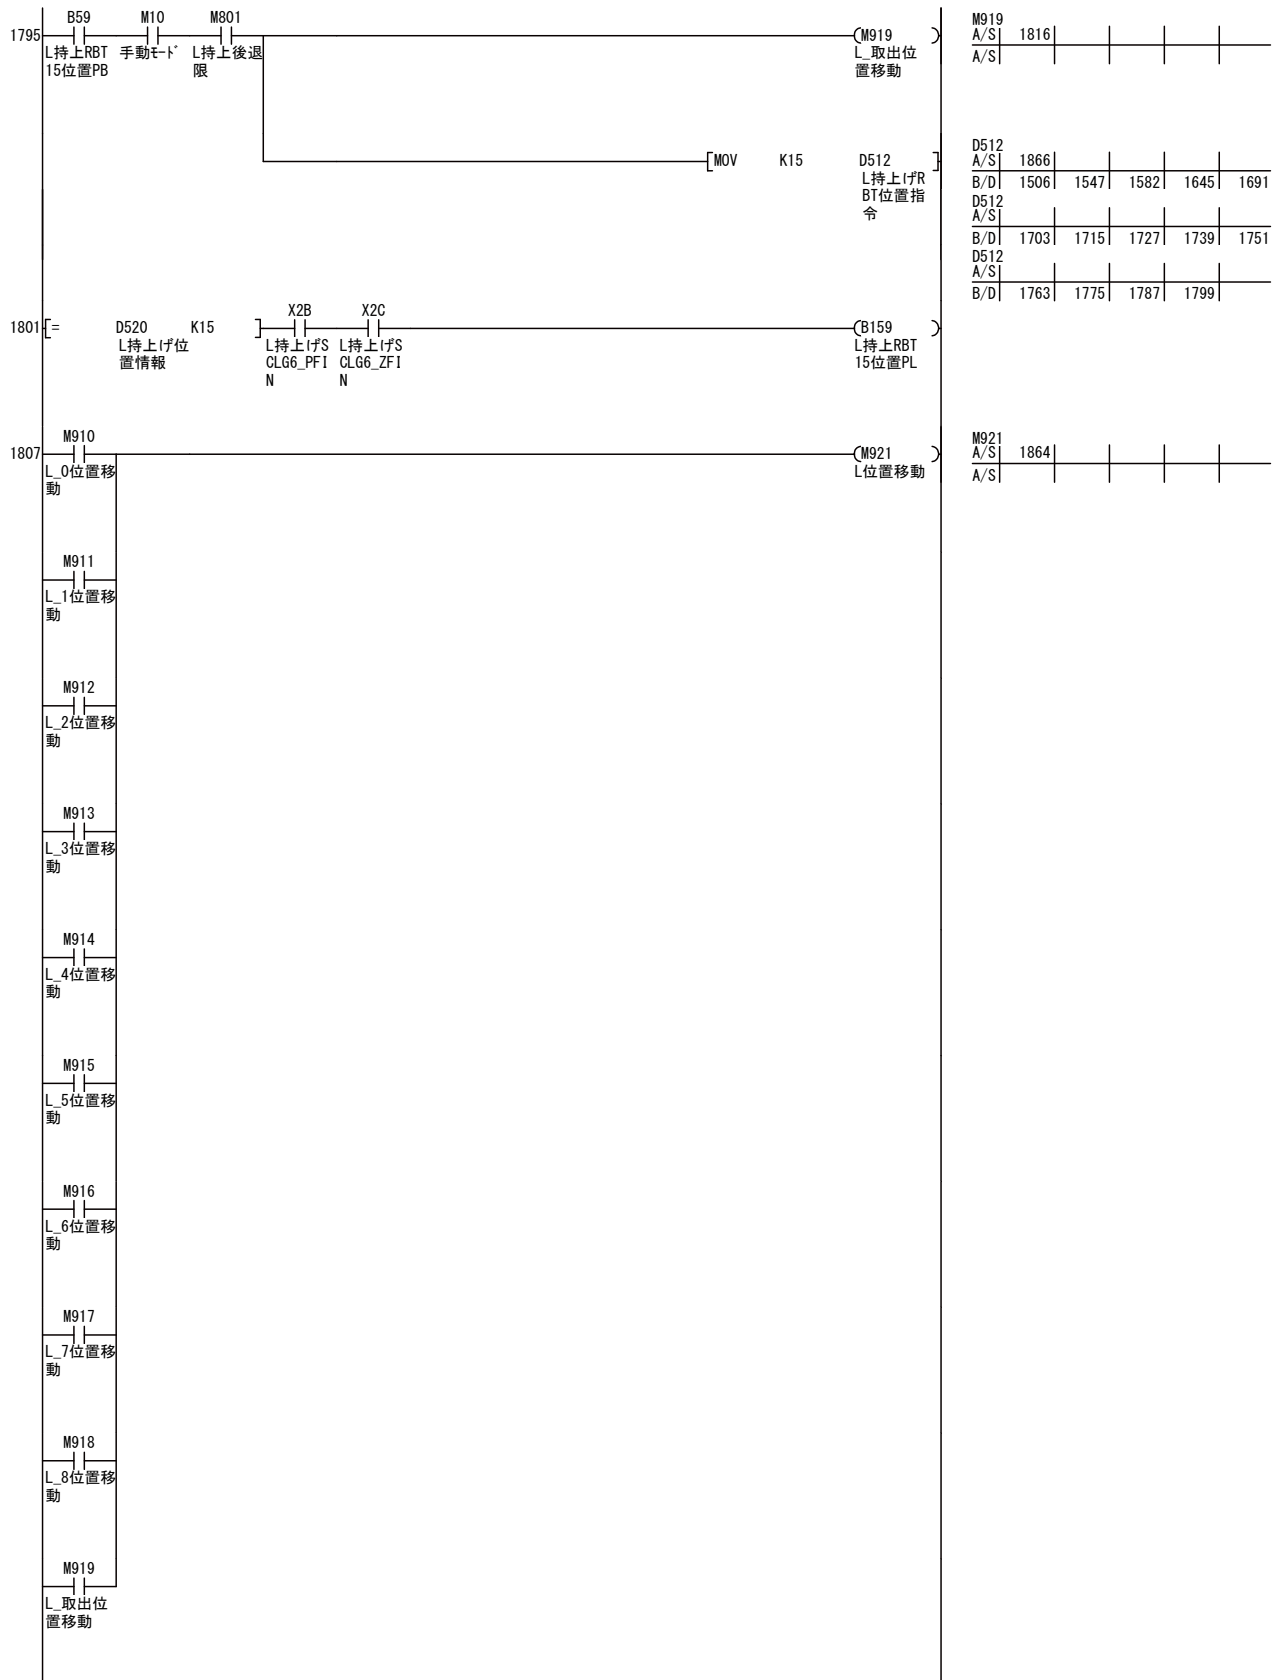 B59 M10 M801 M919
1795 (M919 )
A/S 1816
L持上RBT 手動ﾓｰﾄﾞ L持上後退 L_取出位
A/S
15位置PB 限 置移動
D512
[MOV K15 D512 ]
A/S 1866
L持上げR
B/D 1506 1547 1582 1645 1691
BT位置指
D512
令
A/S
B/D 1703 1715 1727 1739 1751
D512
A/S
B/D 1763 1775 1787 1799
X2B X2C
1801 [= D520 K15 ] (B159 )
L持上げ位 L持上げS L持上げS L持上RBT
置情報 CLG6_PFI CLG6_ZFI 15位置PL
N N
M910 M921
1807 (M921 )
A/S 1864
L_0位置移 L位置移動
A/S
動
M911
L_1位置移
動
M912
L_2位置移
動
M913
L_3位置移
動
M914
L_4位置移
動
M915
L_5位置移
動
M916
L_6位置移
動
M917
L_7位置移
動
M918
L_8位置移
動
M919
L_取出位
置移動